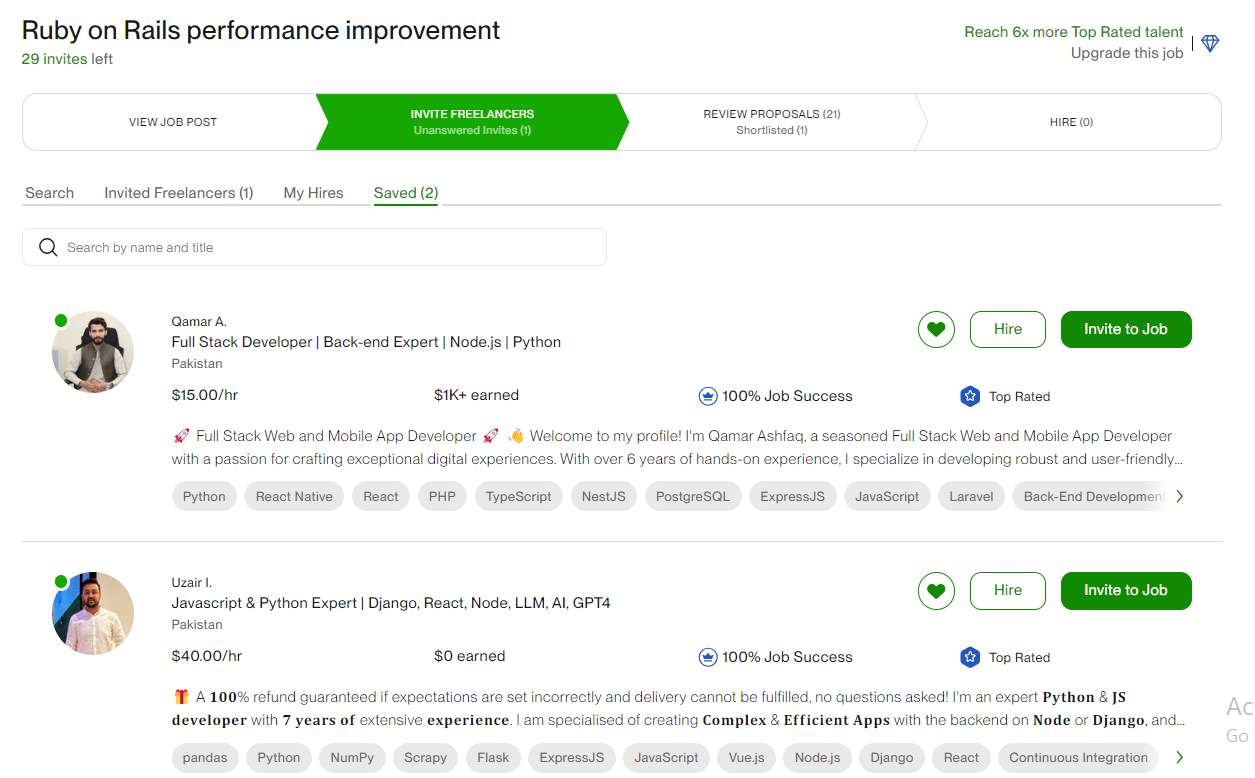 Ruby on Rails performance improvement
29 invites left
Reach 6x more Top Rated talent
Upgrade this job
VIEW JOB POST
INVITE FREELANCERS
Unanswered Invites (1)
REVIEW PROPOSALS (21)
Shortlisted (1)
HIRE (0)
Search Invited Freelancers (1) My Hires Saved (2)
Search by name and title
Qamar A.
Full Stack Developer | Back-end Expert | Node.js | Python
Pakistan
Hire Invite to Job
$15.00/hr $1K+ earned 100% Job Success Top Rated
🚀 Full Stack Web and Mobile App Developer 🚀 👋 Welcome to my profile! I'm Qamar Ashfaq, a seasoned Full Stack Web and Mobile App Developer
with a passion for crafting exceptional digital experiences. With over 6 years of hands-on experience, I specialize in developing robust and user-friendly...
Python React Native React PHP TypeScript NestJS PostgreSQL ExpressJS JavaScript Laravel Back-End Development
Uzair I.
Javascript & Python Expert | Django, React, Node, LLM, AI, GPT4
Pakistan
Hire Invite to Job
$40.00/hr $0 earned 100% Job Success Top Rated
🎁 A 100% refund guaranteed if expectations are set incorrectly and delivery cannot be fulfilled, no questions asked! I'm an expert Python & JS
developer with 7 years of extensive experience. I am specialised of creating Complex & Efficient Apps with the backend on Node or Django, and...
pandas Python NumPy Scrapy Flask ExpressJS JavaScript Vue.js Node.js Django React Continuous Integration
Ac
Go